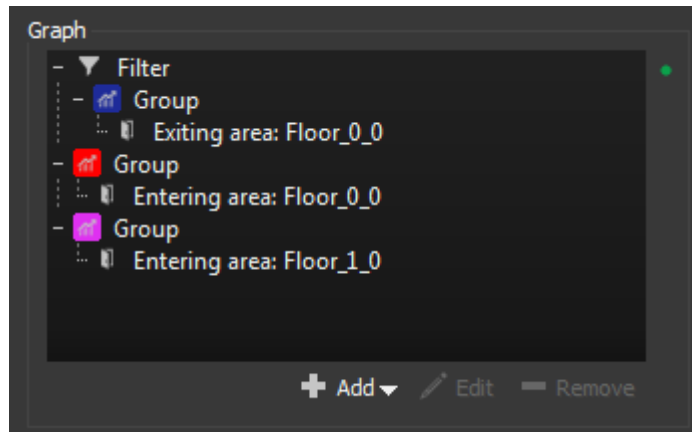 Graph
Filter
Group
Exiting area: Floor_0_0
Group
Entering area: Floor_0_0
Group
Entering area: Floor_1_0
Add Edit Remove